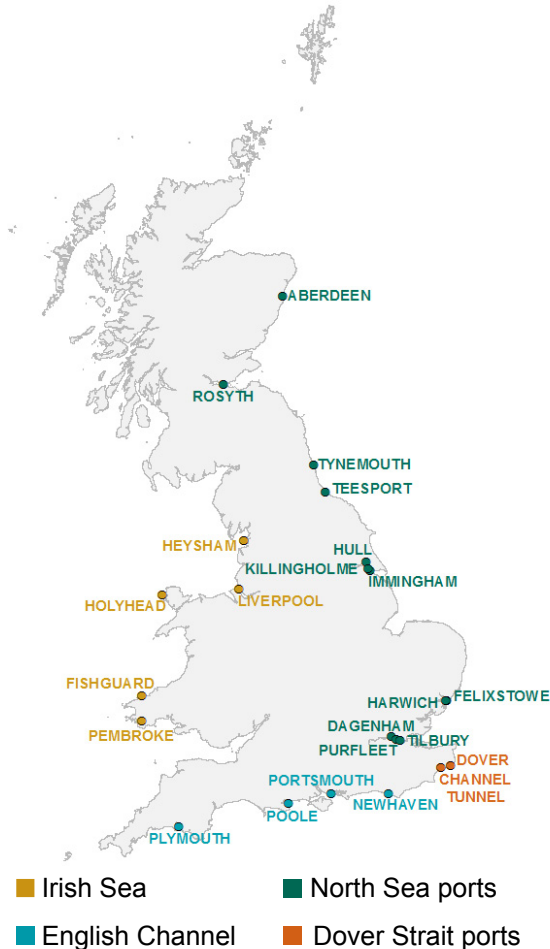 ABERDEEN
ROSYTH
TYNEMOUTH
TEESPORT
HEYSHAM
HULL
KILLINGHOLME
IMMINGHAM
HOLYHEAD
LIVERPOOL
FISHGUARD
HARWICH
FELIXSTOWE
PEMBROKE
DAGENHAM
TILBURY
PURFLEET
DOVER
CHANNEL
TUNNEL
PORTSMOUTH
NEWHAVEN
POOLE
PLYMOUTH
Irish Sea
North Sea ports
English Channel
Dover Strait ports